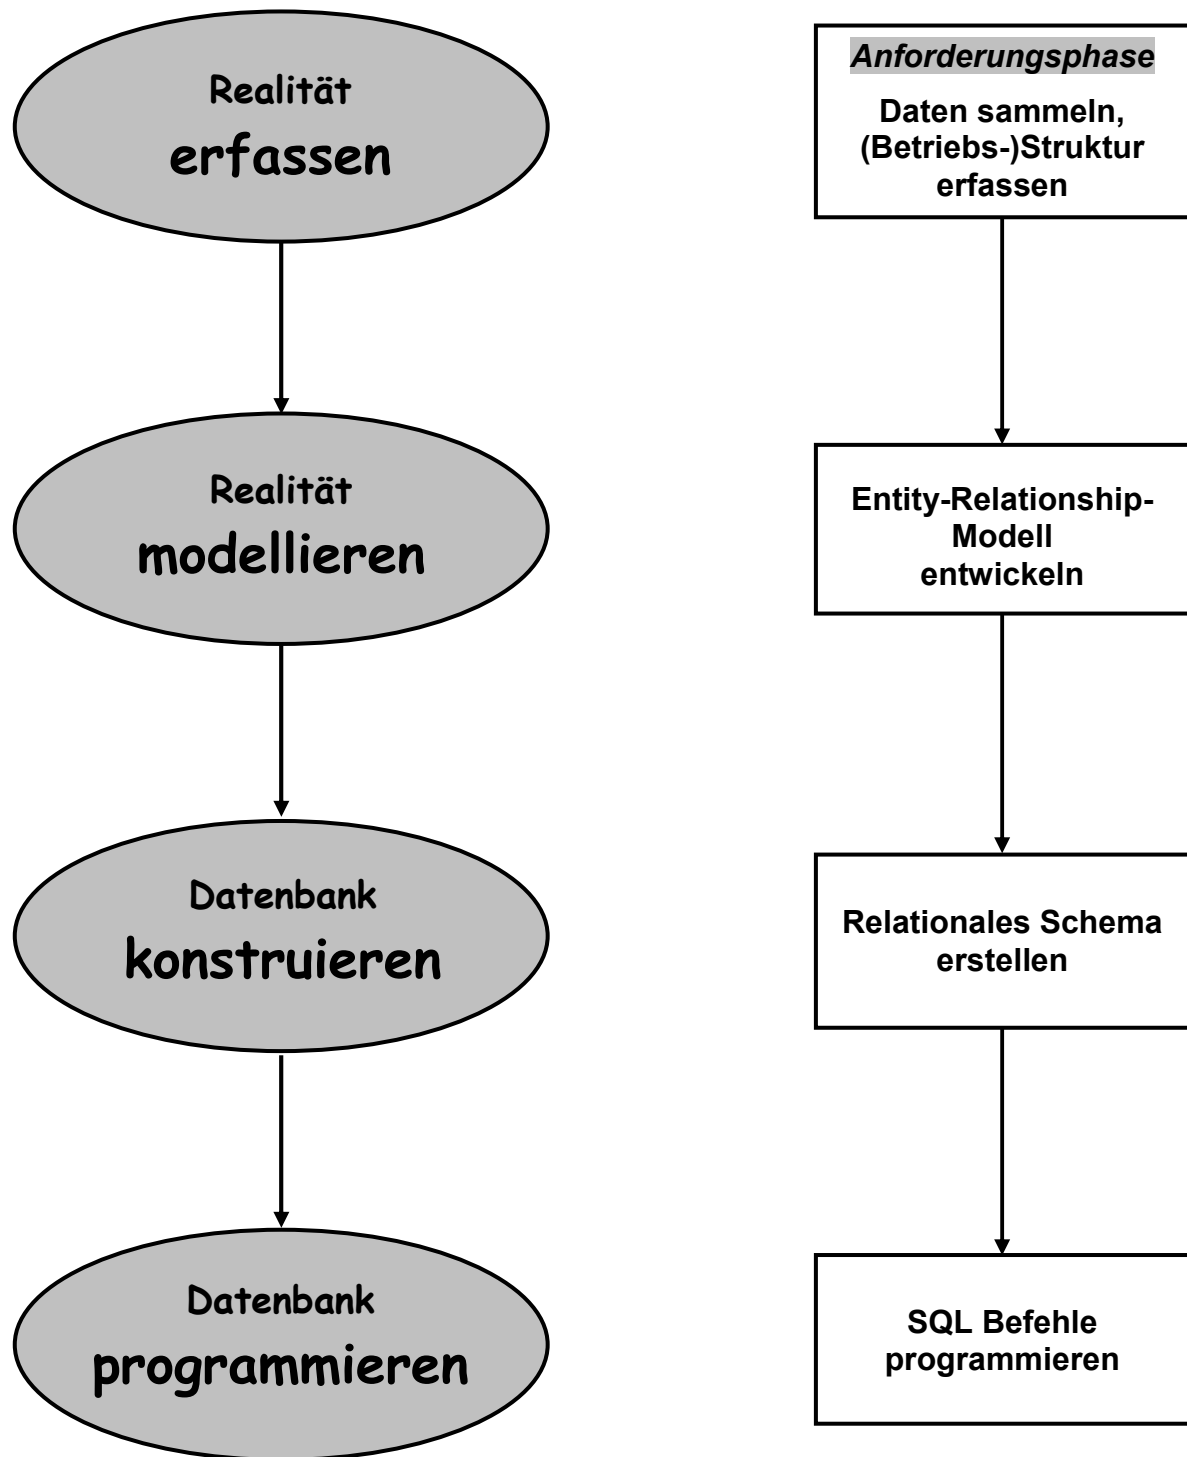 Realität
erfassen
Anforderungsphase
Daten sammeln,
(Betriebs-)Struktur
erfassen
Realität
modellieren
Entity-Relationship-
Modell
entwickeln
Datenbank
konstruieren
Relationales Schema
erstellen
Datenbank
programmieren
SQL Befehle
programmieren